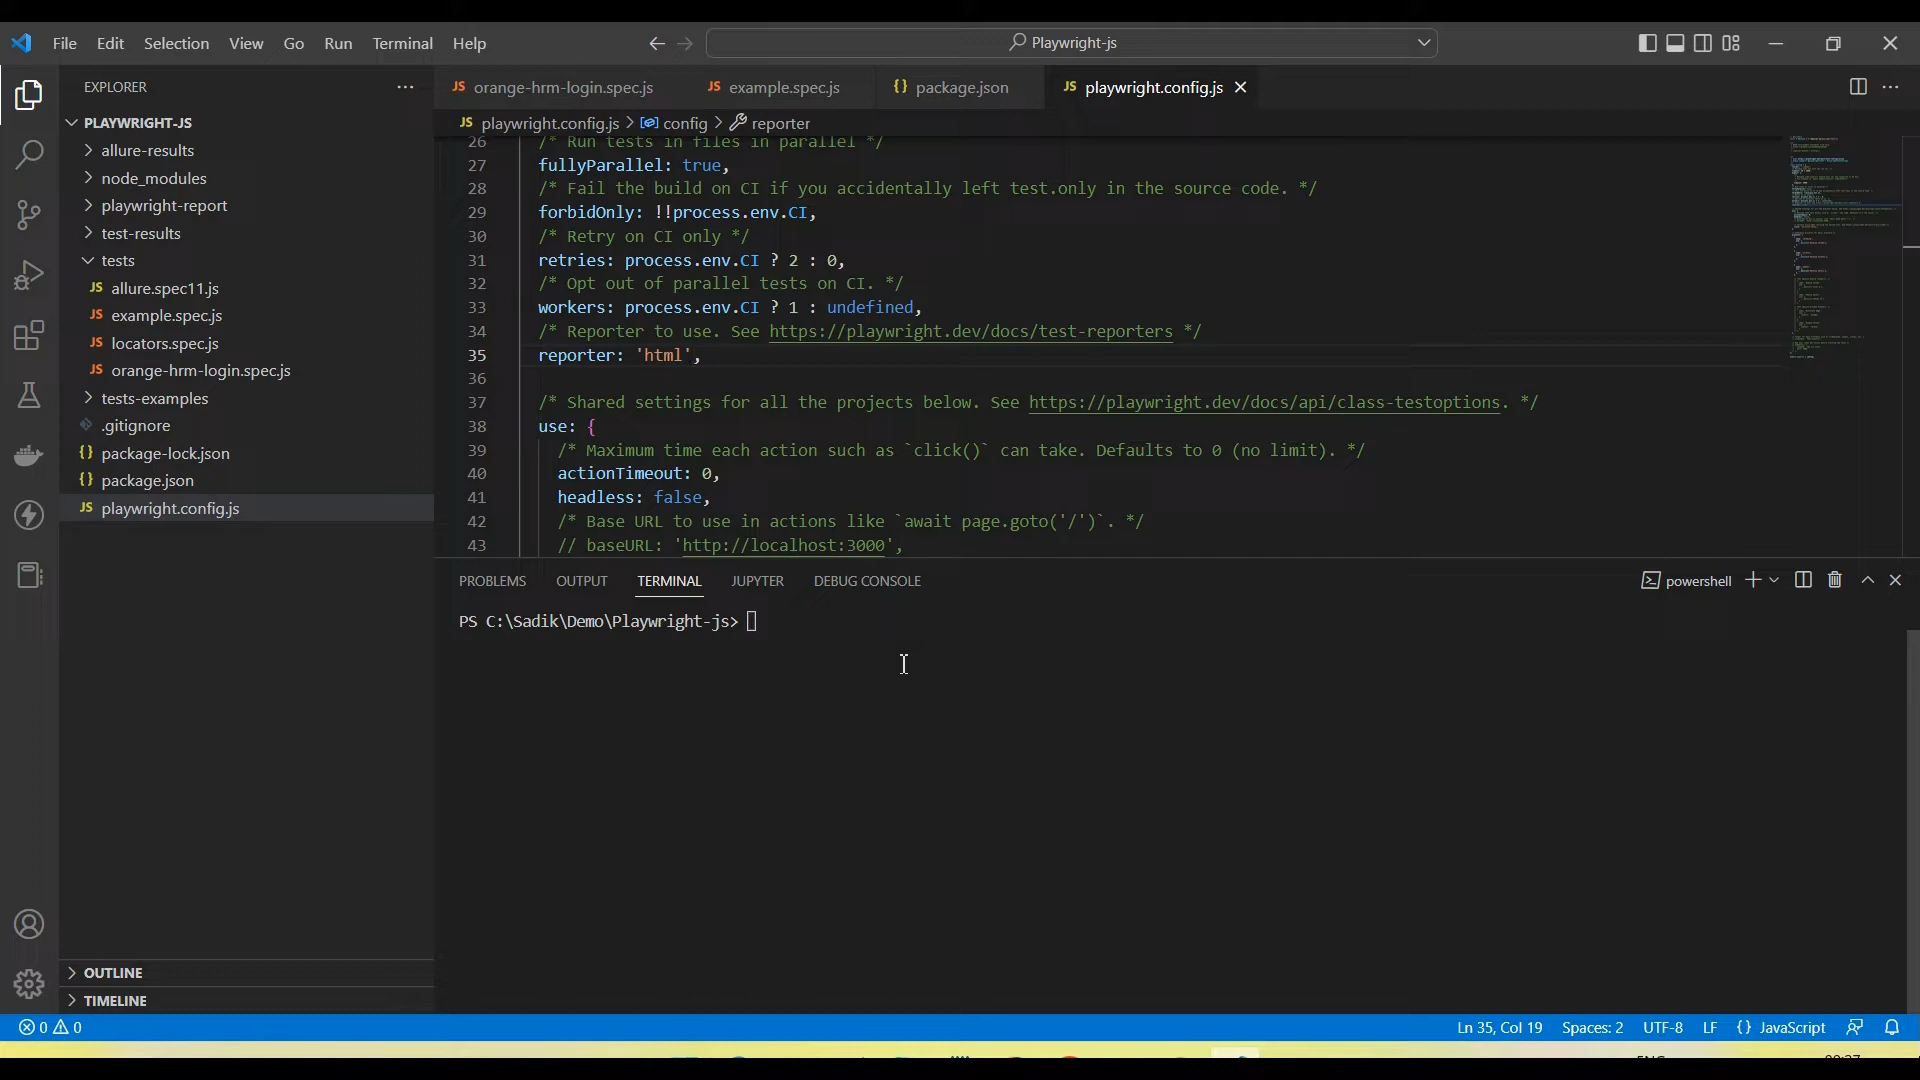 File Edit Selection View Go Run Terminal Help
Playwright-js
EXPLORER
PLAYWRIGHT-JS
allure-results
node_modules
playwright-report
test-results
tests
JS allure.spec11.js
JS example.spec.js
JS locators.spec.js
JS orange-hrm-login.spec.js
tests-examples
.gitignore
{} package-lock.json
{} package.json
JS playwright.config.js
OUTLINE
TIMELINE
JS orange-hrm-login.spec.js JS example.spec.js {} package.json JS playwright.config.js
JS playwright.config.js > config > reporter
26 /* Run tests in files in parallel */
27 fullyParallel: true,
28 /* Fail the build on CI if you accidentally left test.only in the source code. */
29 forbidOnly: !!process.env.CI,
30 /* Retry on CI only */
31 retries: process.env.CI ? 2 : 0,
32 /* Opt out of parallel tests on CI. */
33 workers: process.env.CI ? 1 : undefined,
34 /* Reporter to use. See https://playwright.dev/docs/test-reporters */
35 reporter: 'html',
36
37 /* Shared settings for all the projects below. See https://playwright.dev/docs/api/class-testoptions. */
38 use: {
39 /* Maximum time each action such as `click()` can take. Defaults to 0 (no limit). */
40 actionTimeout: 0,
41 headless: false,
42 /* Base URL to use in actions like `await page.goto('/')`. */
43 // baseURL: 'http://localhost:3000',
PROBLEMS OUTPUT TERMINAL JUPYTER DEBUG CONSOLE
powershell
PS C:\Sadik\Demo\Playwright-js>
0 0
Ln 35, Col 19 Spaces: 2 UTF-8 LF {} JavaScript